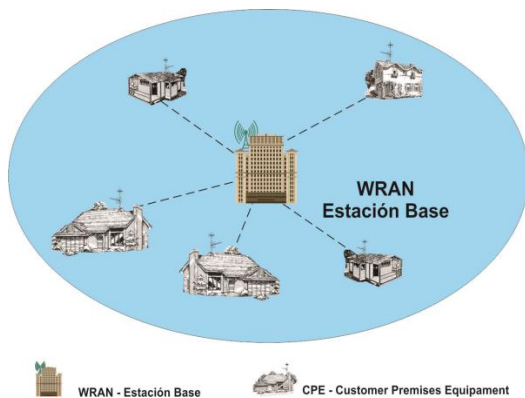 WRAN
Estación Base
WRAN - Estación Base
CPE - Customer Premises Equipament